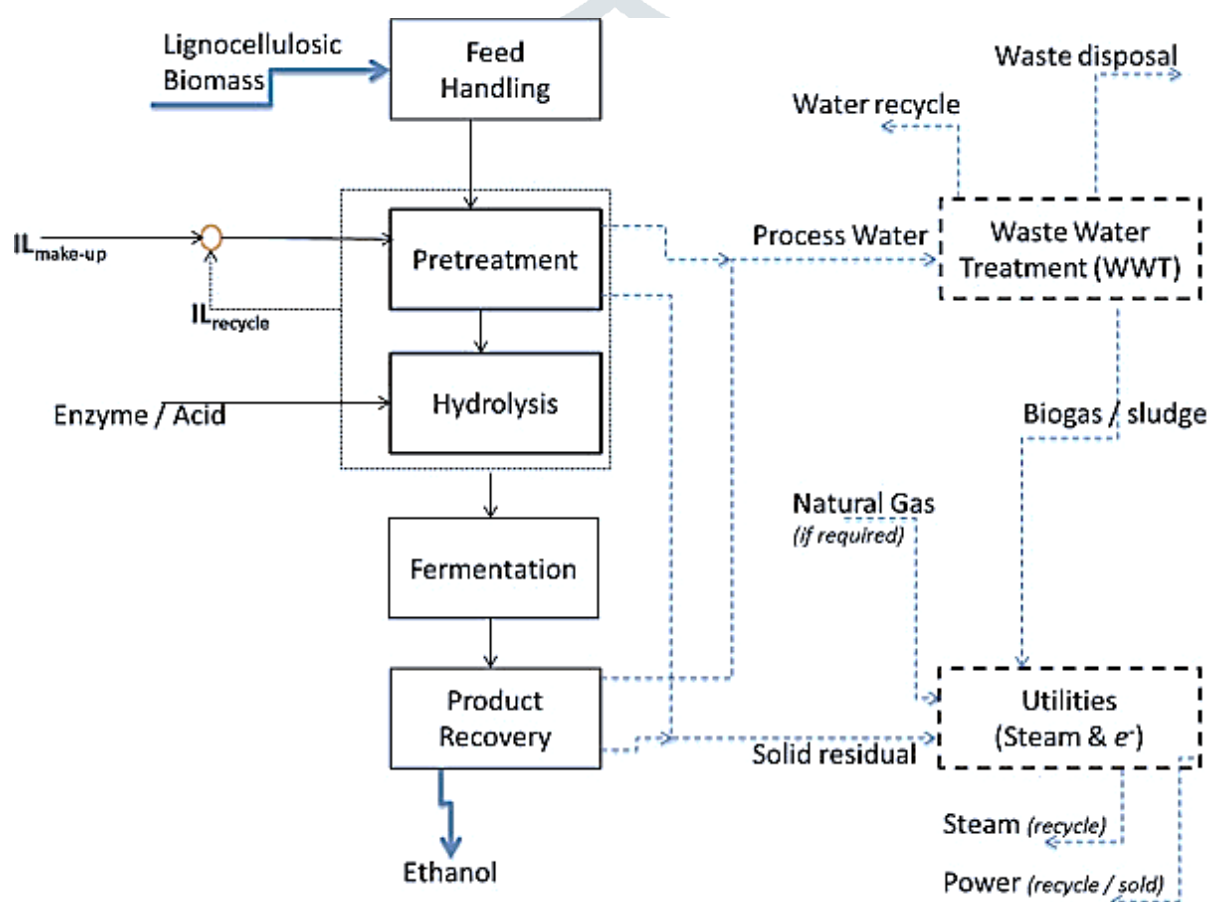 Lignocellulosic
Biomass
Feed
Handling
Waste disposal
Water recycle
IL make-up
Pretreatment
Process Water
Waste Water
Treatment (WWT)
IL recycle
Enzyme / Acid
Hydrolysis
Biogas / sludge
Natural Gas
(if required)
Fermentation
Product
Recovery
Utilities
(Steam & e-)
Solid residual
Steam (recycle)
Ethanol
Power (recycle / sold)